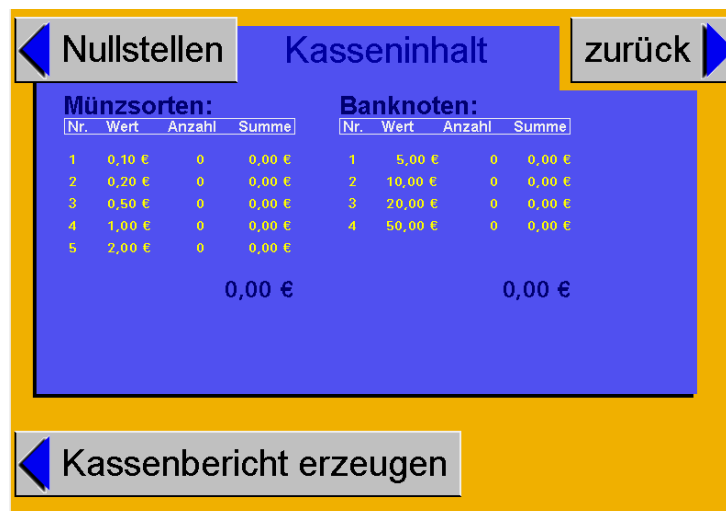 Nullstellen Kasseninhalt zurück
Münzsorten: Banknoten:
Nr. Wert Anzahl Summe Nr. Wert Anzahl Summe
1 0,10 € 0 0,00 € 1 5,00 € 0 0,00 €
2 0,20 € 0 0,00 € 2 10,00 € 0 0,00 €
3 0,50 € 0 0,00 € 3 20,00 € 0 0,00 €
4 1,00 € 0 0,00 € 4 50,00 € 0 0,00 €
5 2,00 € 0 0,00 €
0,00 € 0,00 €
Kassenbericht erzeugen